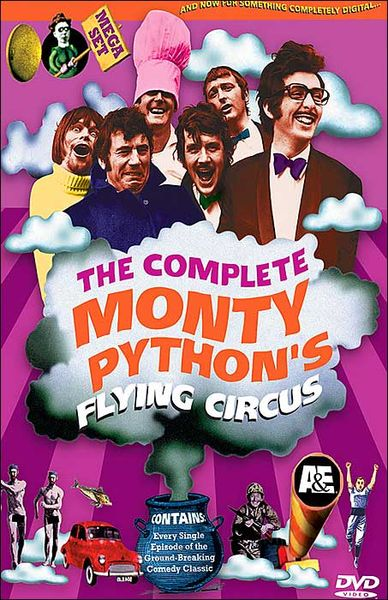 AND NOW FOR SOMETHING COMPLETELY DIGITAL...
MEGA
SET
THE COMPLETE
MONTY
PYTHON'S
FLYING CIRCUS
CONTAINS:
Every Single
Episode of the
Ground-Breaking
Comedy Classic
A&E
DVD
VIDEO